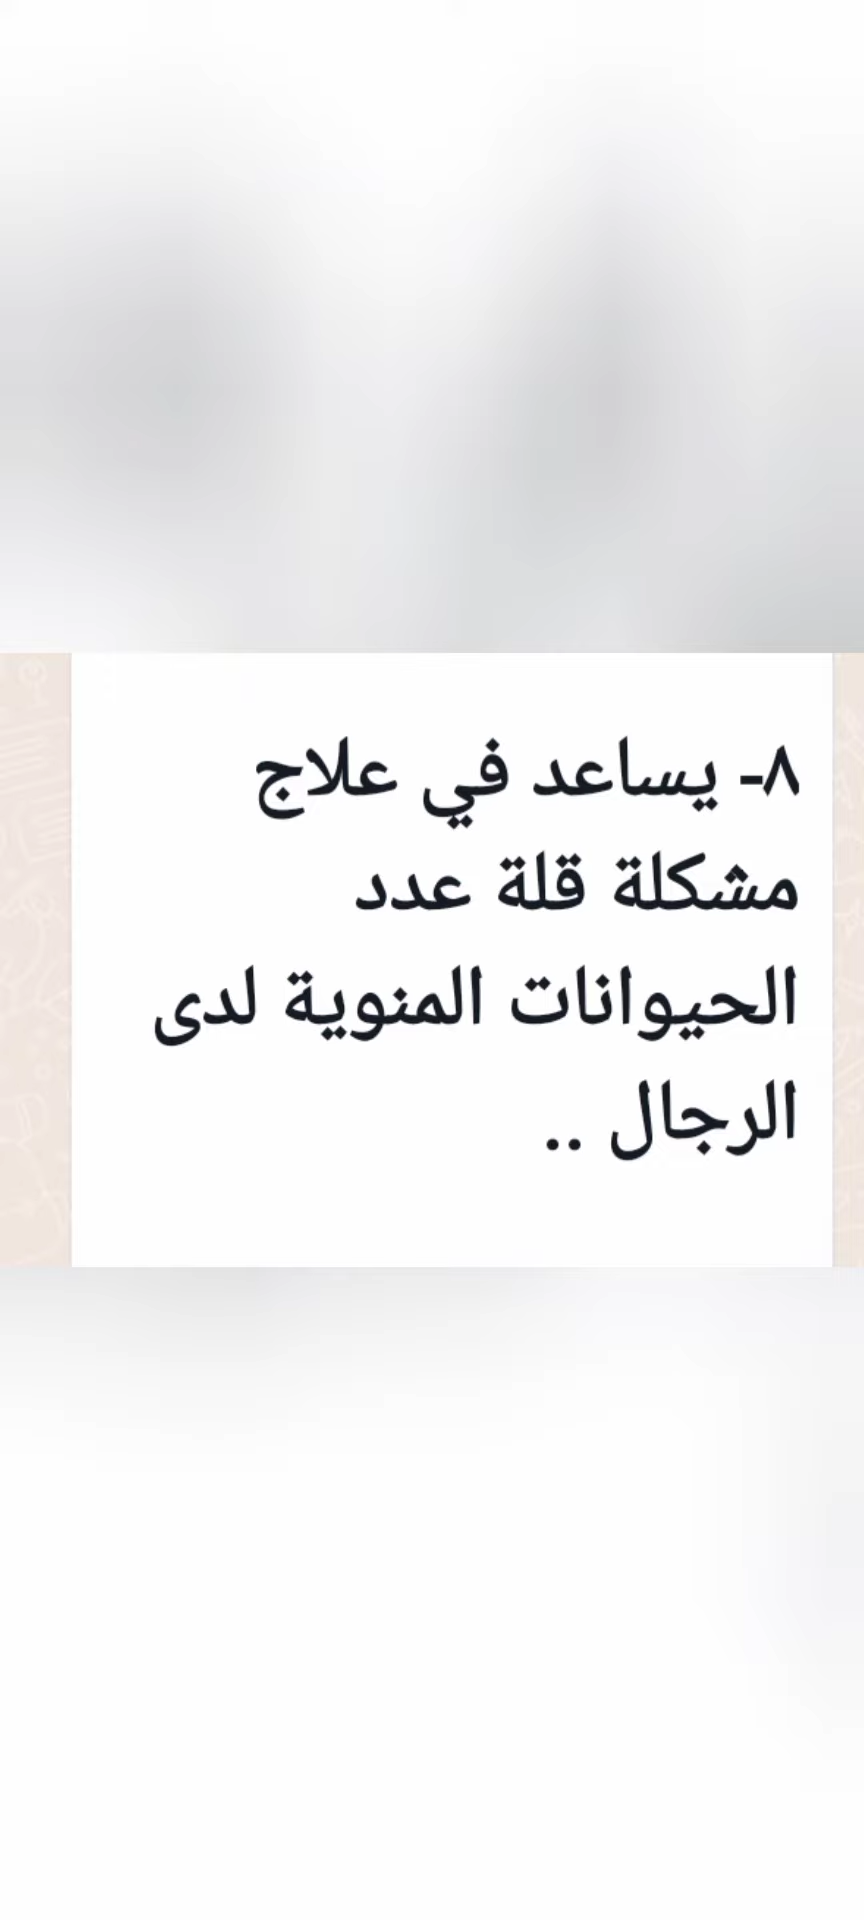 ٨- يساعد في علاج
مشكلة قلة عدد
الحيوانات المنوية لدى
الرجال ..